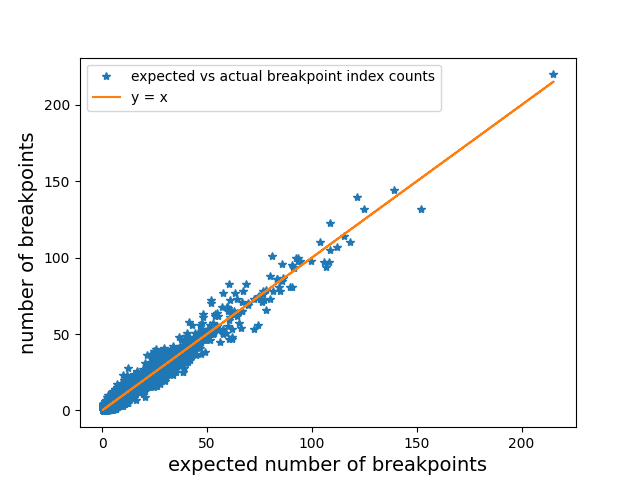 expected vs actual breakpoint index counts
y = x
number of breakpoints
200
150
100
50
0
0 50 100 150 200
expected number of breakpoints